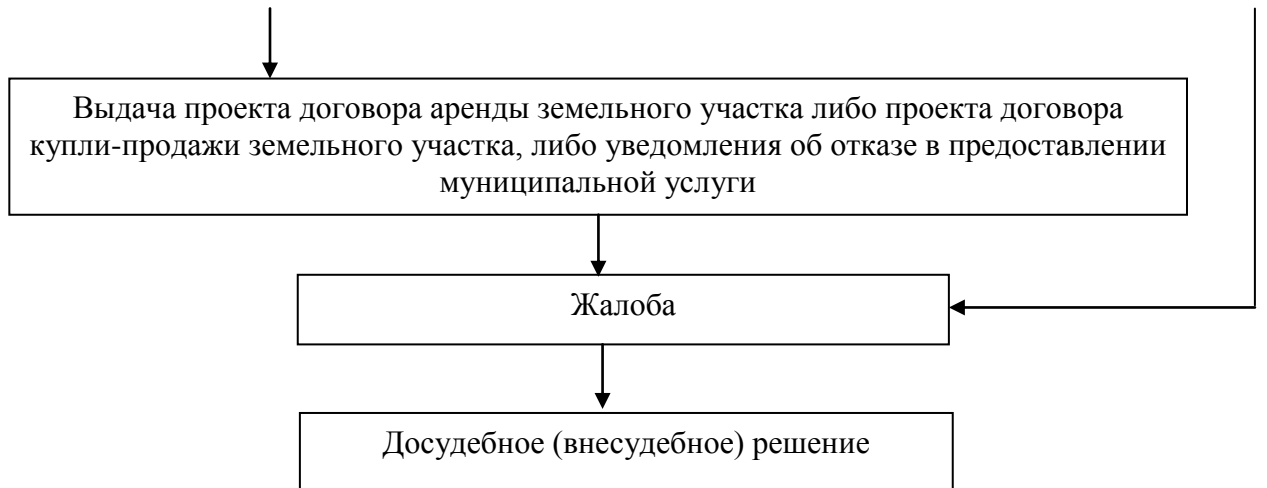 Выдача проекта договора аренды земельного участка либо проекта договора
купли-продажи земельного участка, либо уведомления об отказе в предоставлении
муниципальной услуги
Жалоба
Досудебное (внесудебное) решение